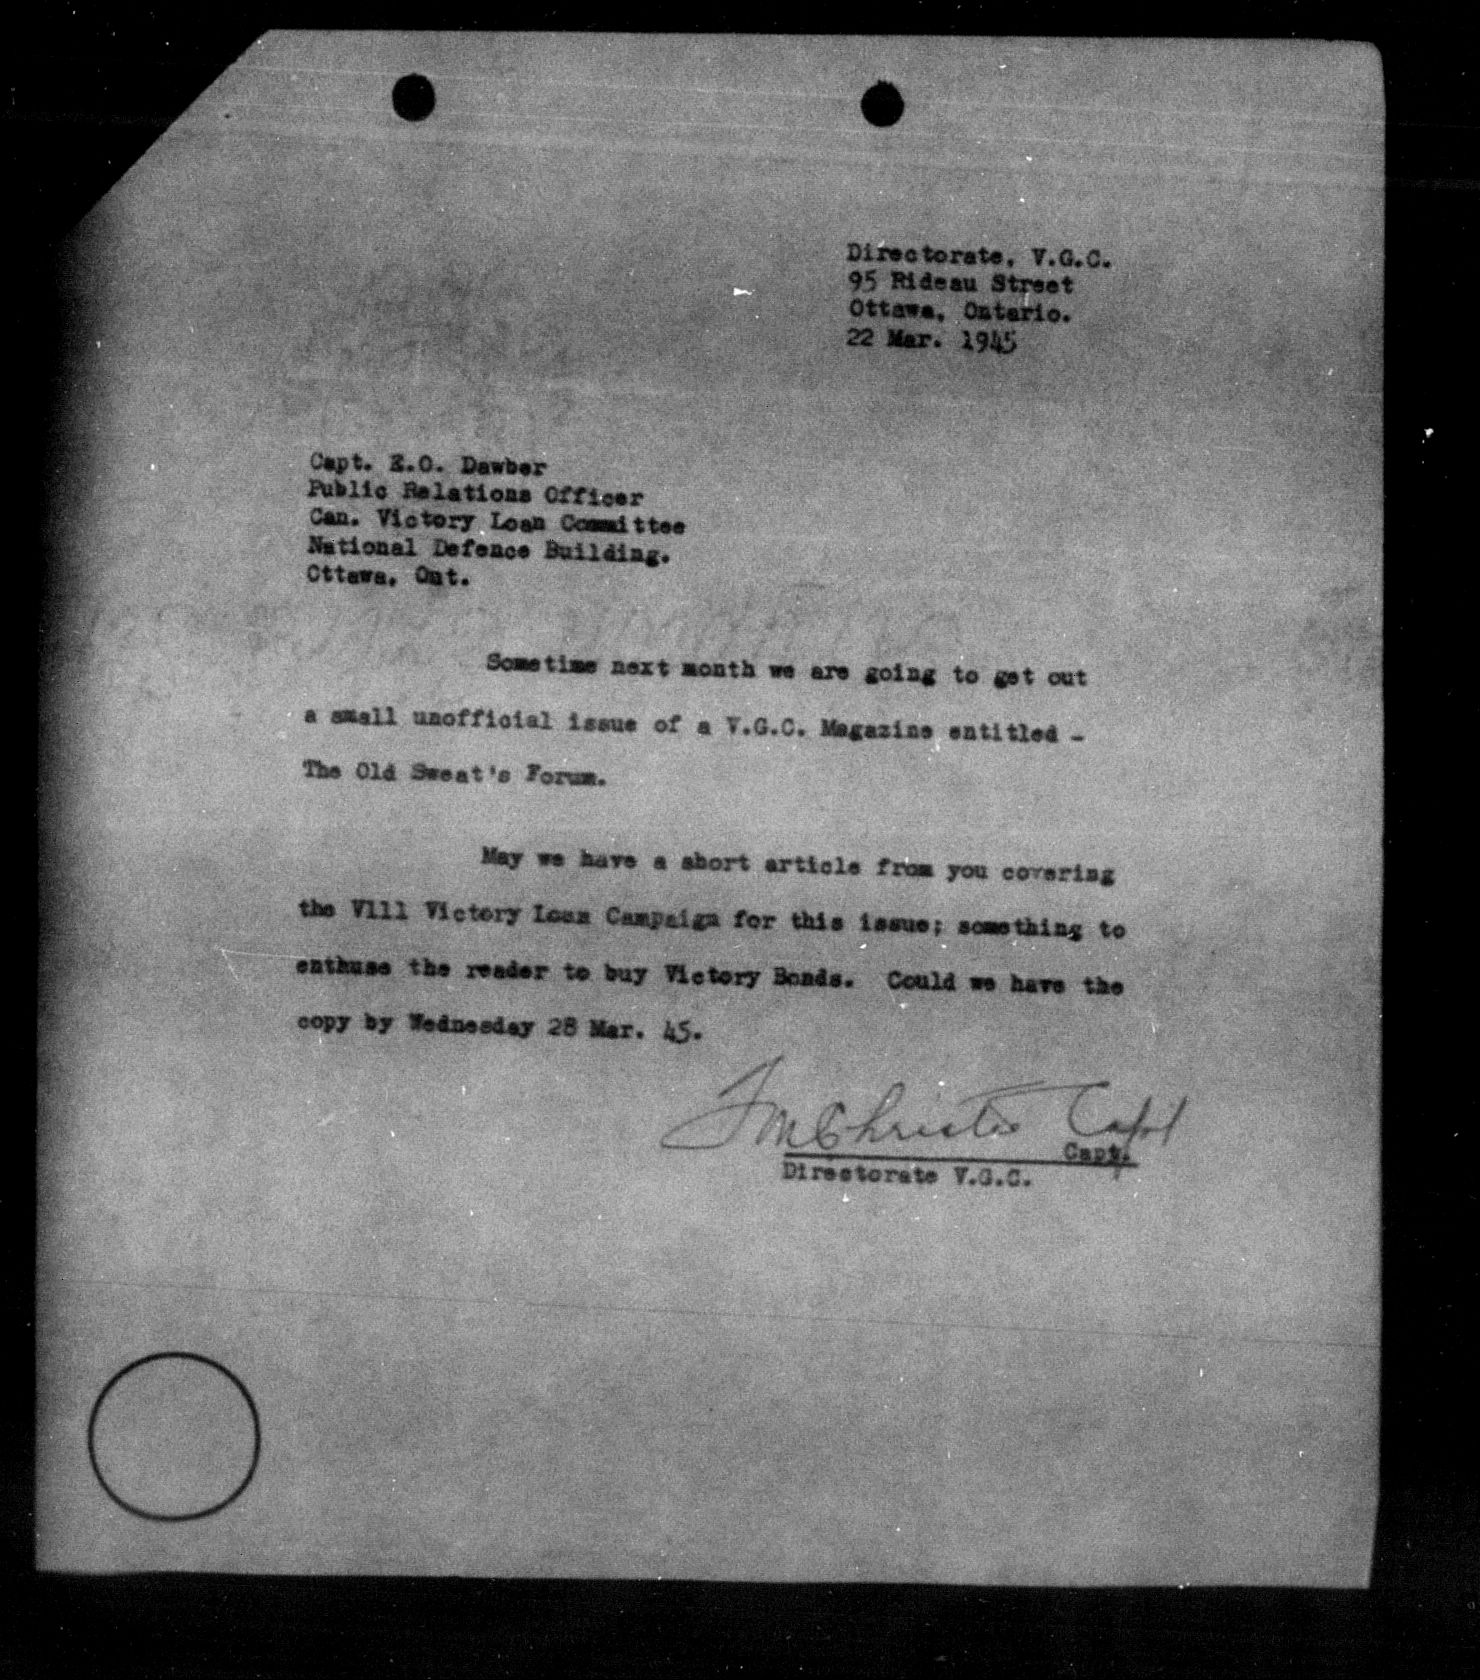 Directorate, V.G.C.
95 Rideau Street
Ottawa, Ontario.
22 Mar. 1945
Capt. E.O. Dawber
Public Relations Officer
Can. Victory Loan Committee
National Defence Building.
Ottawa, Ont.
Sometime next month we are going to get out
a small unofficial issue of a V.G.C. Magazine entitled -
The Old Sweat's Forum.
May we have a short article from you covering
the V111 Victory Loan Campaign for this issue; something to
enthuse the reader to buy Victory Bonds. Could we have the
copy by Wednesday 28 Mar. 45.
Christie Capt
Capt.
Directorate V.G.C.